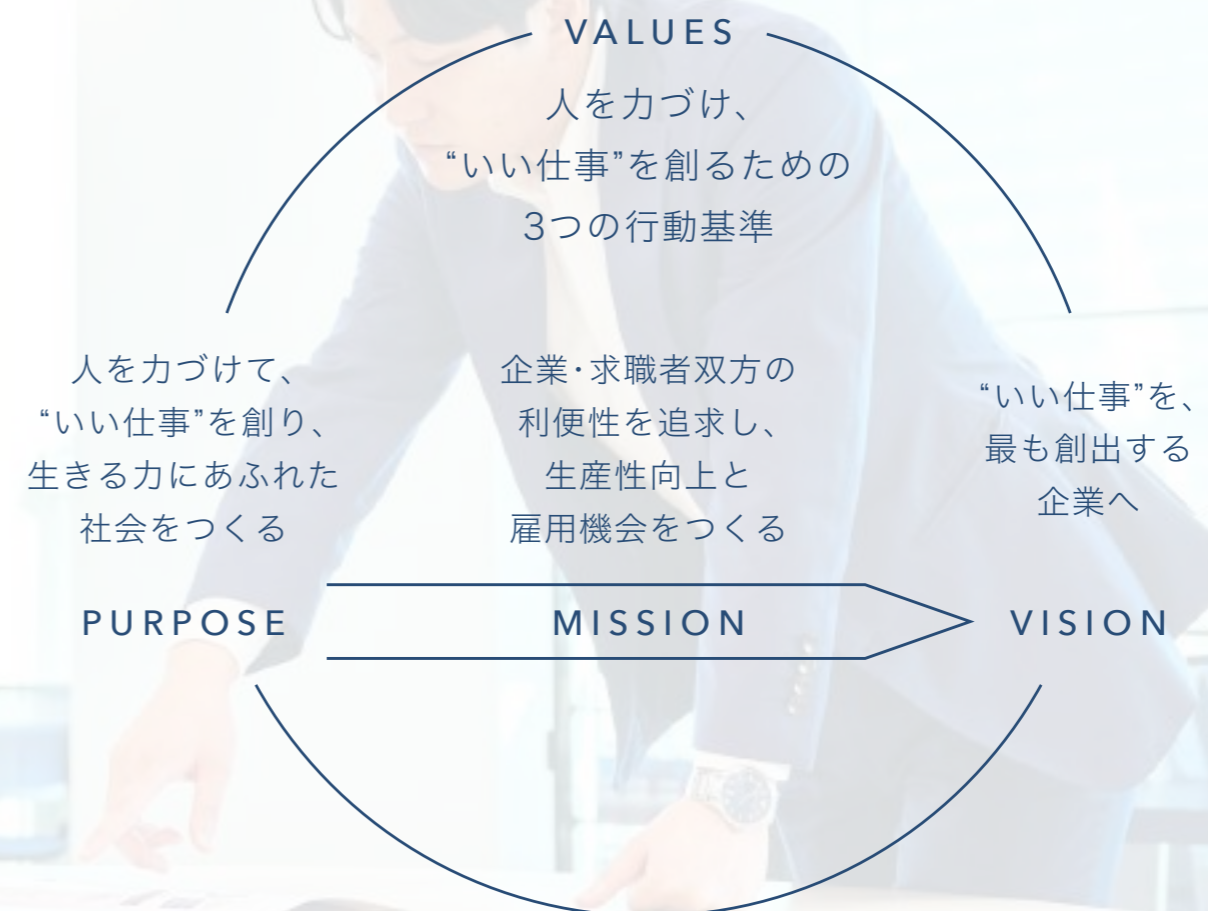 VALUES
人を力づけ、
“いい仕事”を創るための
3つの行動基準
人を力づけて、
“いい仕事”を創り、
生きる力にあふれた
社会をつくる
PURPOSE
企業・求職者双方の
利便性を追求し、
生産性向上と
雇用機会をつくる
MISSION
“いい仕事”を、
最も創出する
企業へ
VISION